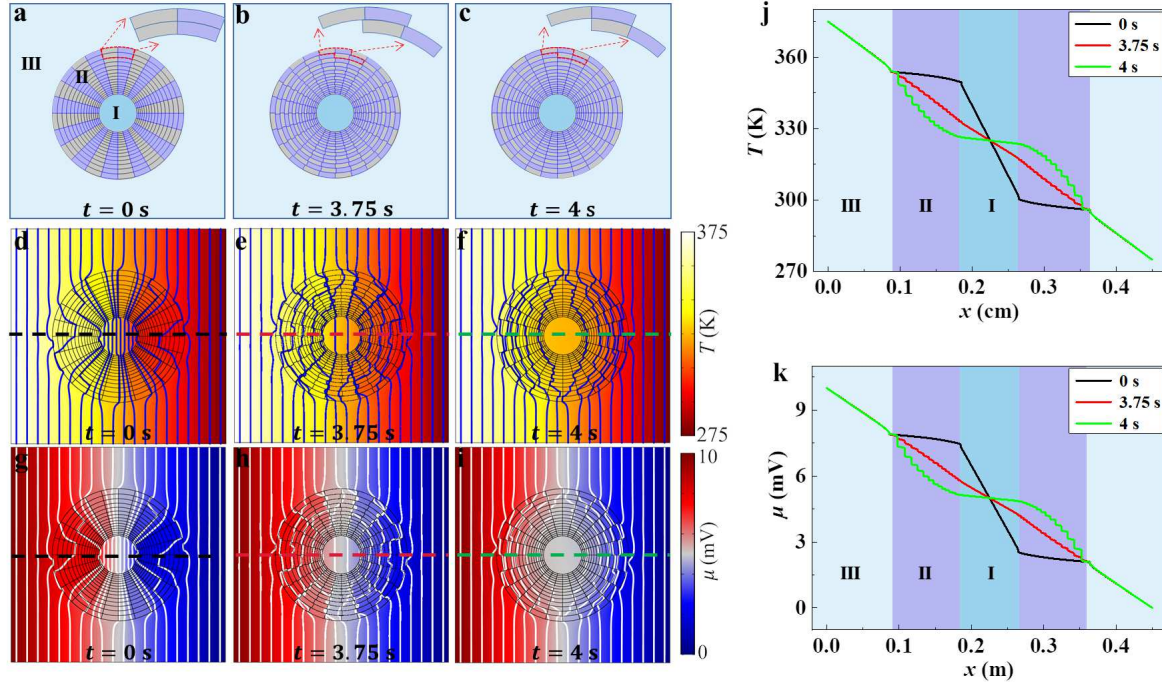 a
III
II
I
t = 0 s
b
t = 3.75 s
c
t = 4 s
d
t = 0 s
e
t = 3.75 s
f
t = 4 s
375
T (K)
275
g
t = 0 s
h
t = 3.75 s
i
t = 4 s
10
μ (mV)
0
j
0 s
3.75 s
4 s
360
330
300
270
T (K)
III
II
I
0.0
0.1
0.2
0.3
0.4
x (cm)
k
0 s
3.75 s
4 s
9
6
3
0
μ (mV)
III
II
I
0.0
0.1
0.2
0.3
0.4
x (m)